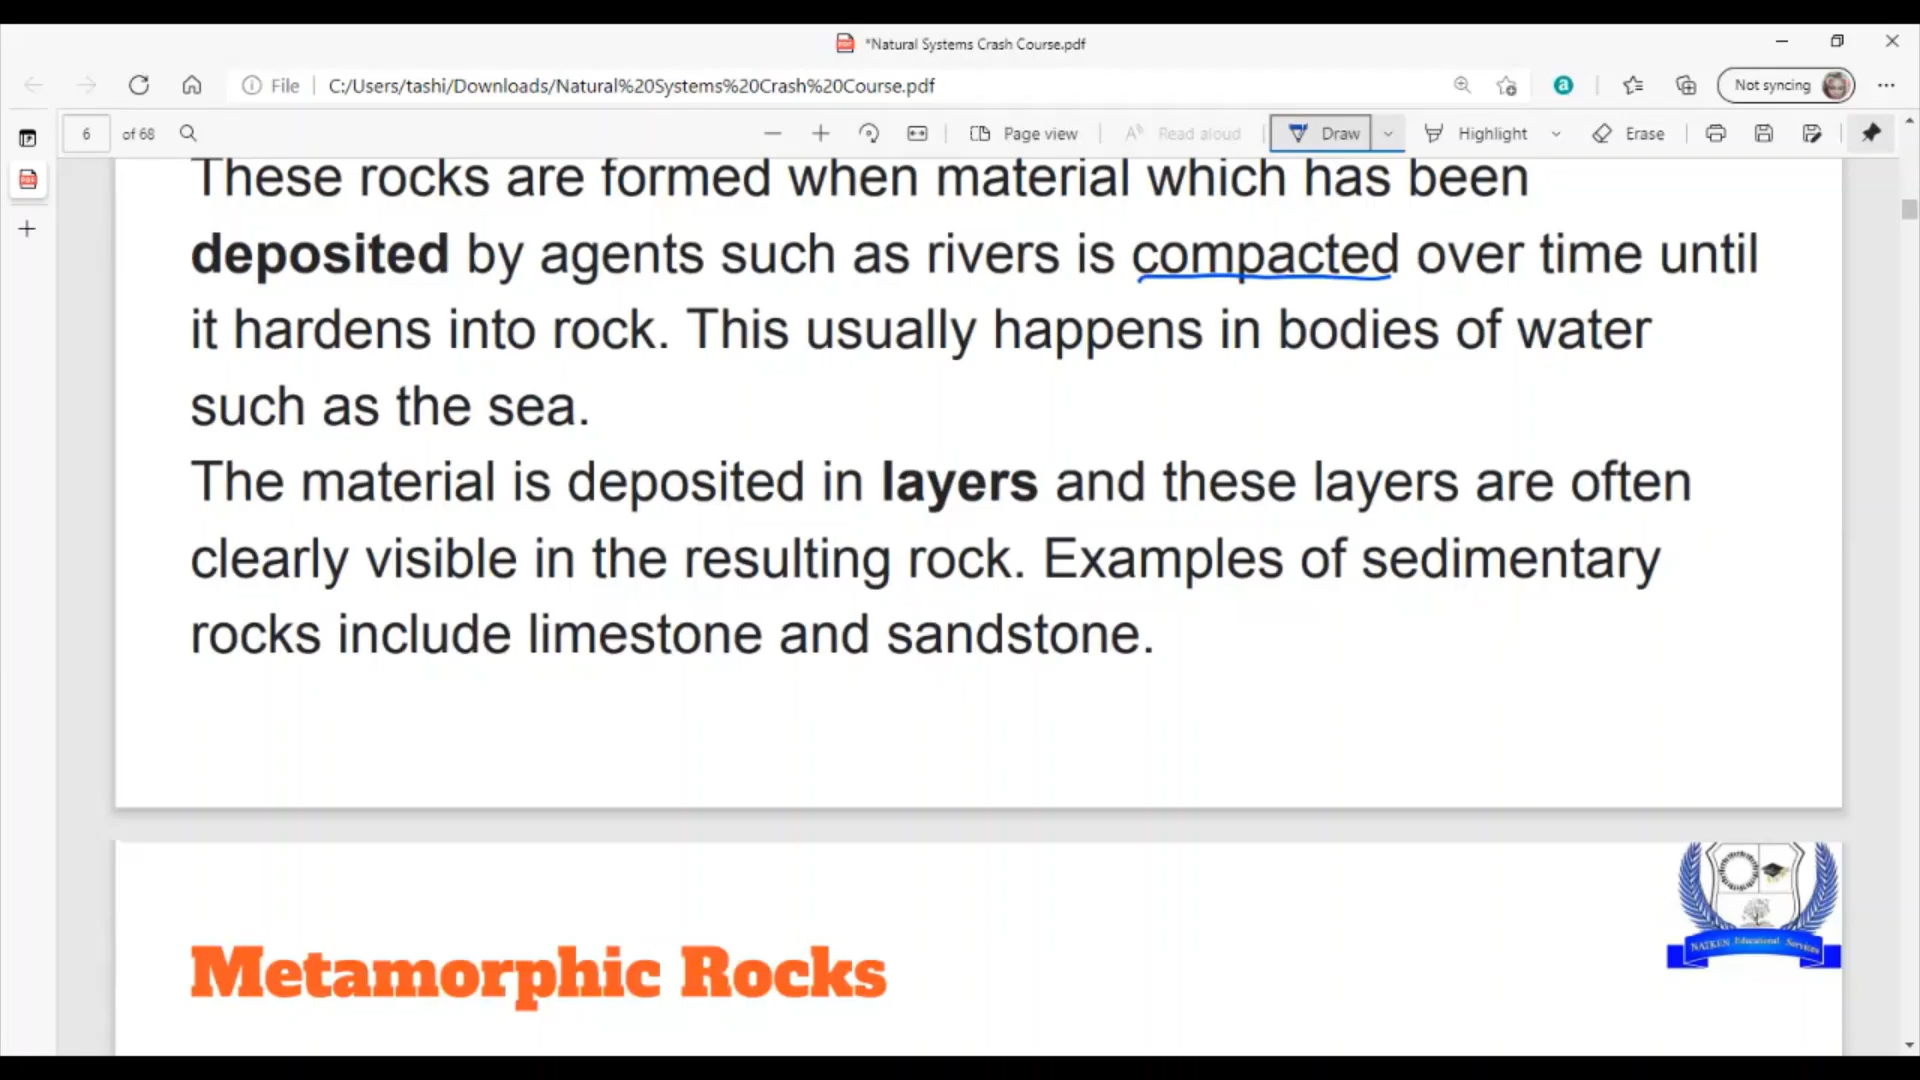 *Natural Systems Crash Course.pdf
File
C:/Users/tashi/Downloads/Natural%20Systems%20Crash%20Course.pdf
a
Not syncing
6 of 68
Page view
Read aloud
Draw
Highlight
Erase
These rocks are formed when material which has been
deposited by agents such as rivers is compacted over time until
it hardens into rock. This usually happens in bodies of water
such as the sea.
The material is deposited in layers and these layers are often
clearly visible in the resulting rock. Examples of sedimentary
rocks include limestone and sandstone.
NATKEN Educational Services
Metamorphic Rocks